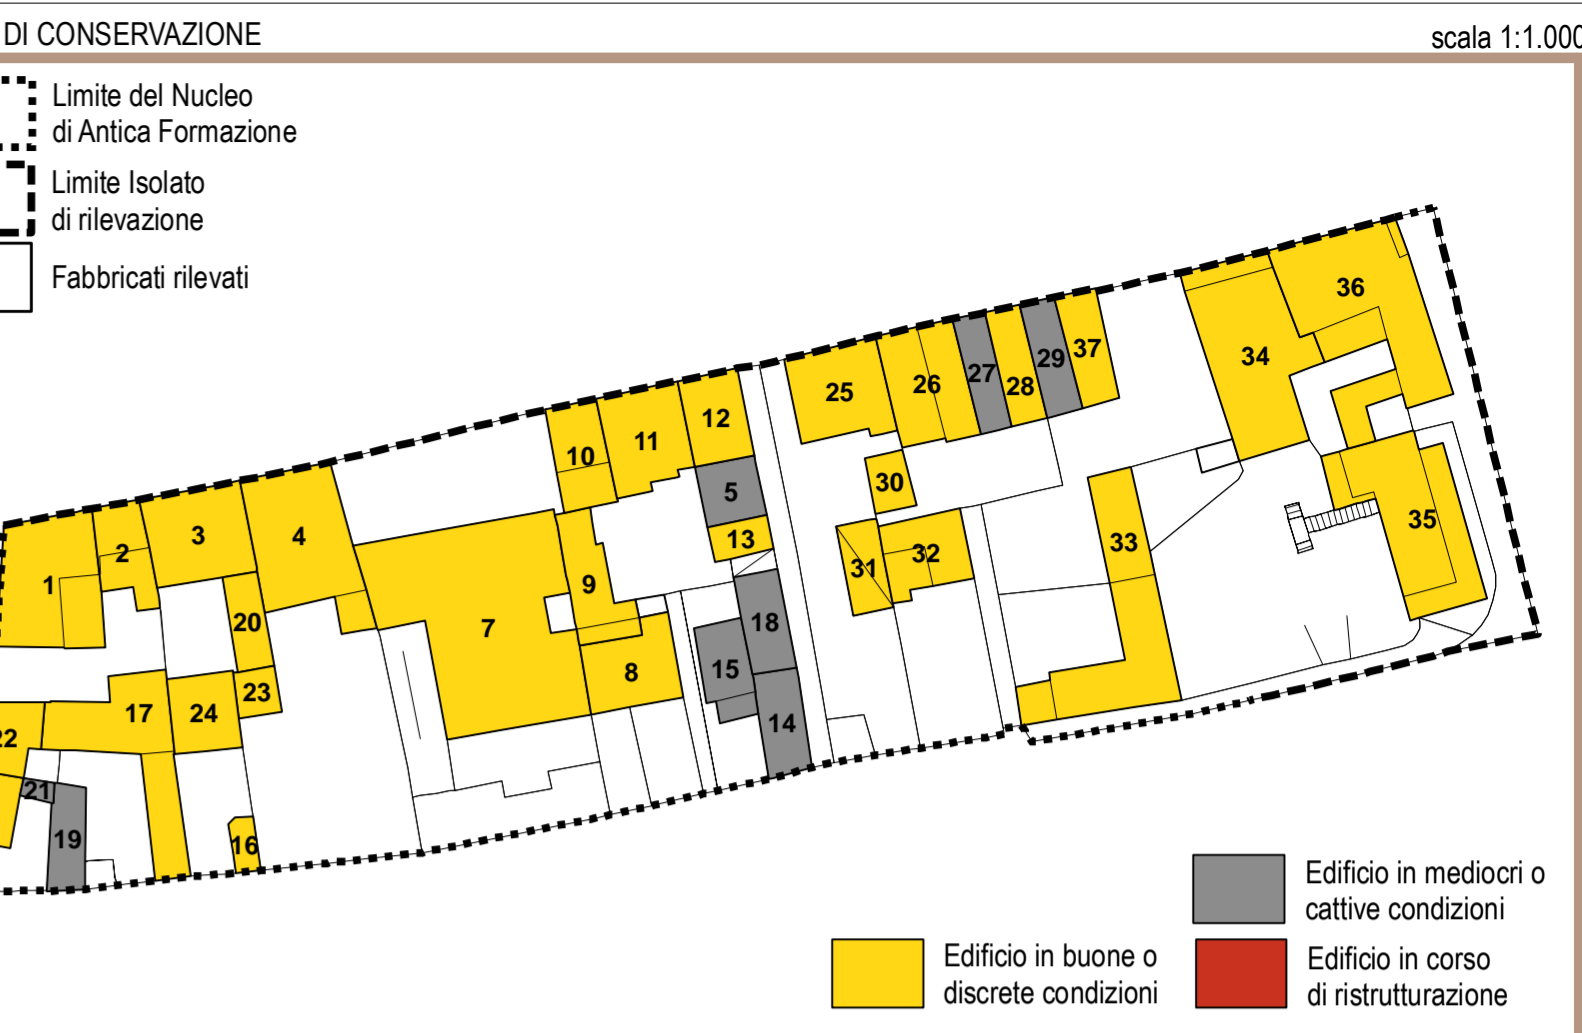 DI CONSERVAZIONE
scala 1:1.000
Limite del Nucleo
di Antica Formazione
Limite Isolato
di rilevazione
Fabbricati rilevati
36
34
37
29
28
27
26
25
12
11
10
5
13
30
35
33
32
31
9
4
3
2
1
20
7
18
8
15
14
23
24
17
22
21
19
16
Edificio in mediocri o
cattive condizioni
Edificio in buone o
discrete condizioni
Edificio in corso
di ristrutturazione